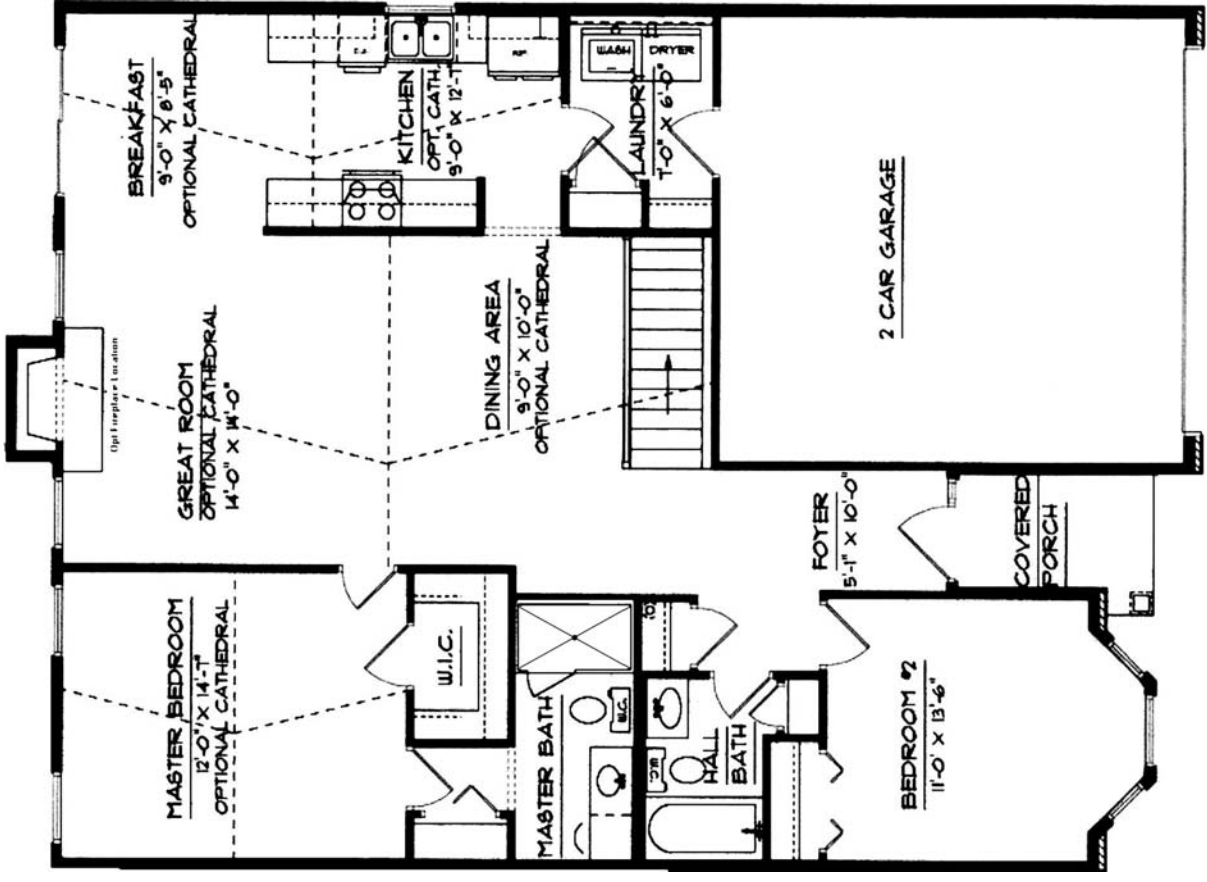 BREAKFAST
9'-0" X 8'-5"
OPTIONAL CATHEDRAL
KITCHEN
OPT. CATH.
9'-0" X 12'-7"
REF
WASH
DRYER
LAUNDRY
7'-0" X 6'-0"
2 CAR GARAGE
GREAT ROOM
OPTIONAL CATHEDRAL
14'-0" X 14'-0"
Opt Fireplace Location
DINING AREA
9'-0" X 10'-0"
OPTIONAL CATHEDRAL
FOYER
5'-1" X 10'-0"
COVERED
PORCH
MASTER BEDROOM
12'-0" X 14'-7"
OPTIONAL CATHEDRAL
W.I.C.
MASTER BATH
W.C.
HALL
BATH
W.C.
BEDROOM #2
11'-0' X 13'-6"